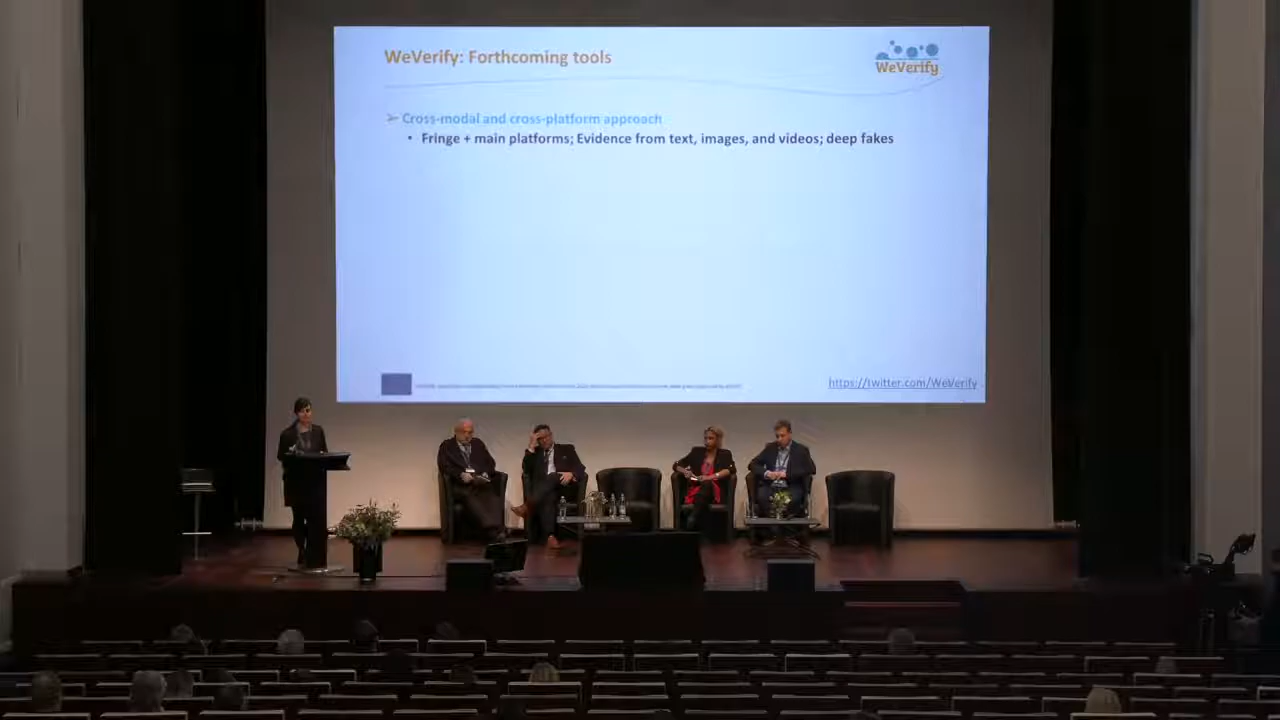 WeVerify: Forthcoming tools
WeVerify
➢ Cross-modal and cross-platform approach
• Fringe + main platforms; Evidence from text, images, and videos; deep fakes
https://twitter.com/WeVerify